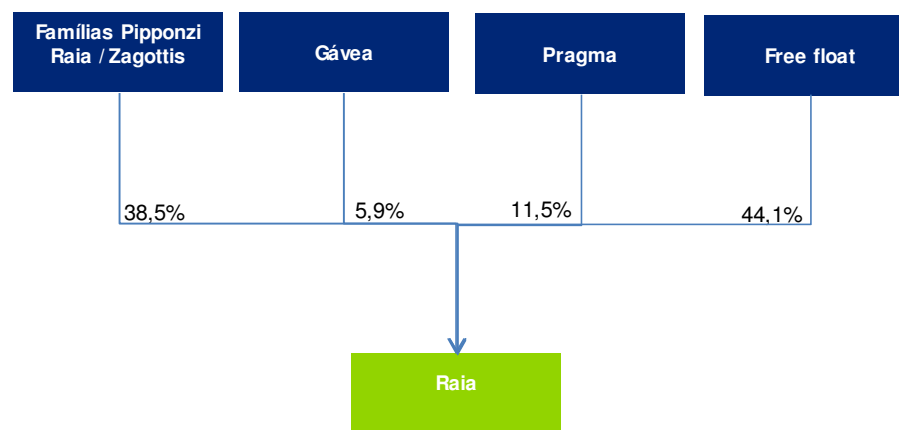 Famílias Pipponzi
Raia / Zagottis
Gávea
Pragma
Free float
38,5%
5,9%
11,5%
44,1%
Raia